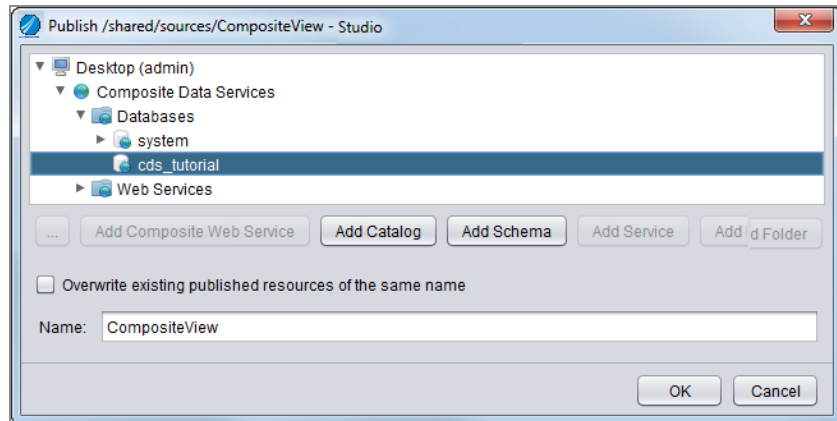 Publish /shared/sources/CompositeView - Studio
Desktop (admin)
Composite Data Services
Databases
system
cds_tutorial
Web Services
... Add Composite Web Service Add Catalog Add Schema Add Service Add d Folder
Overwrite existing published resources of the same name
Name: CompositeView
OK Cancel